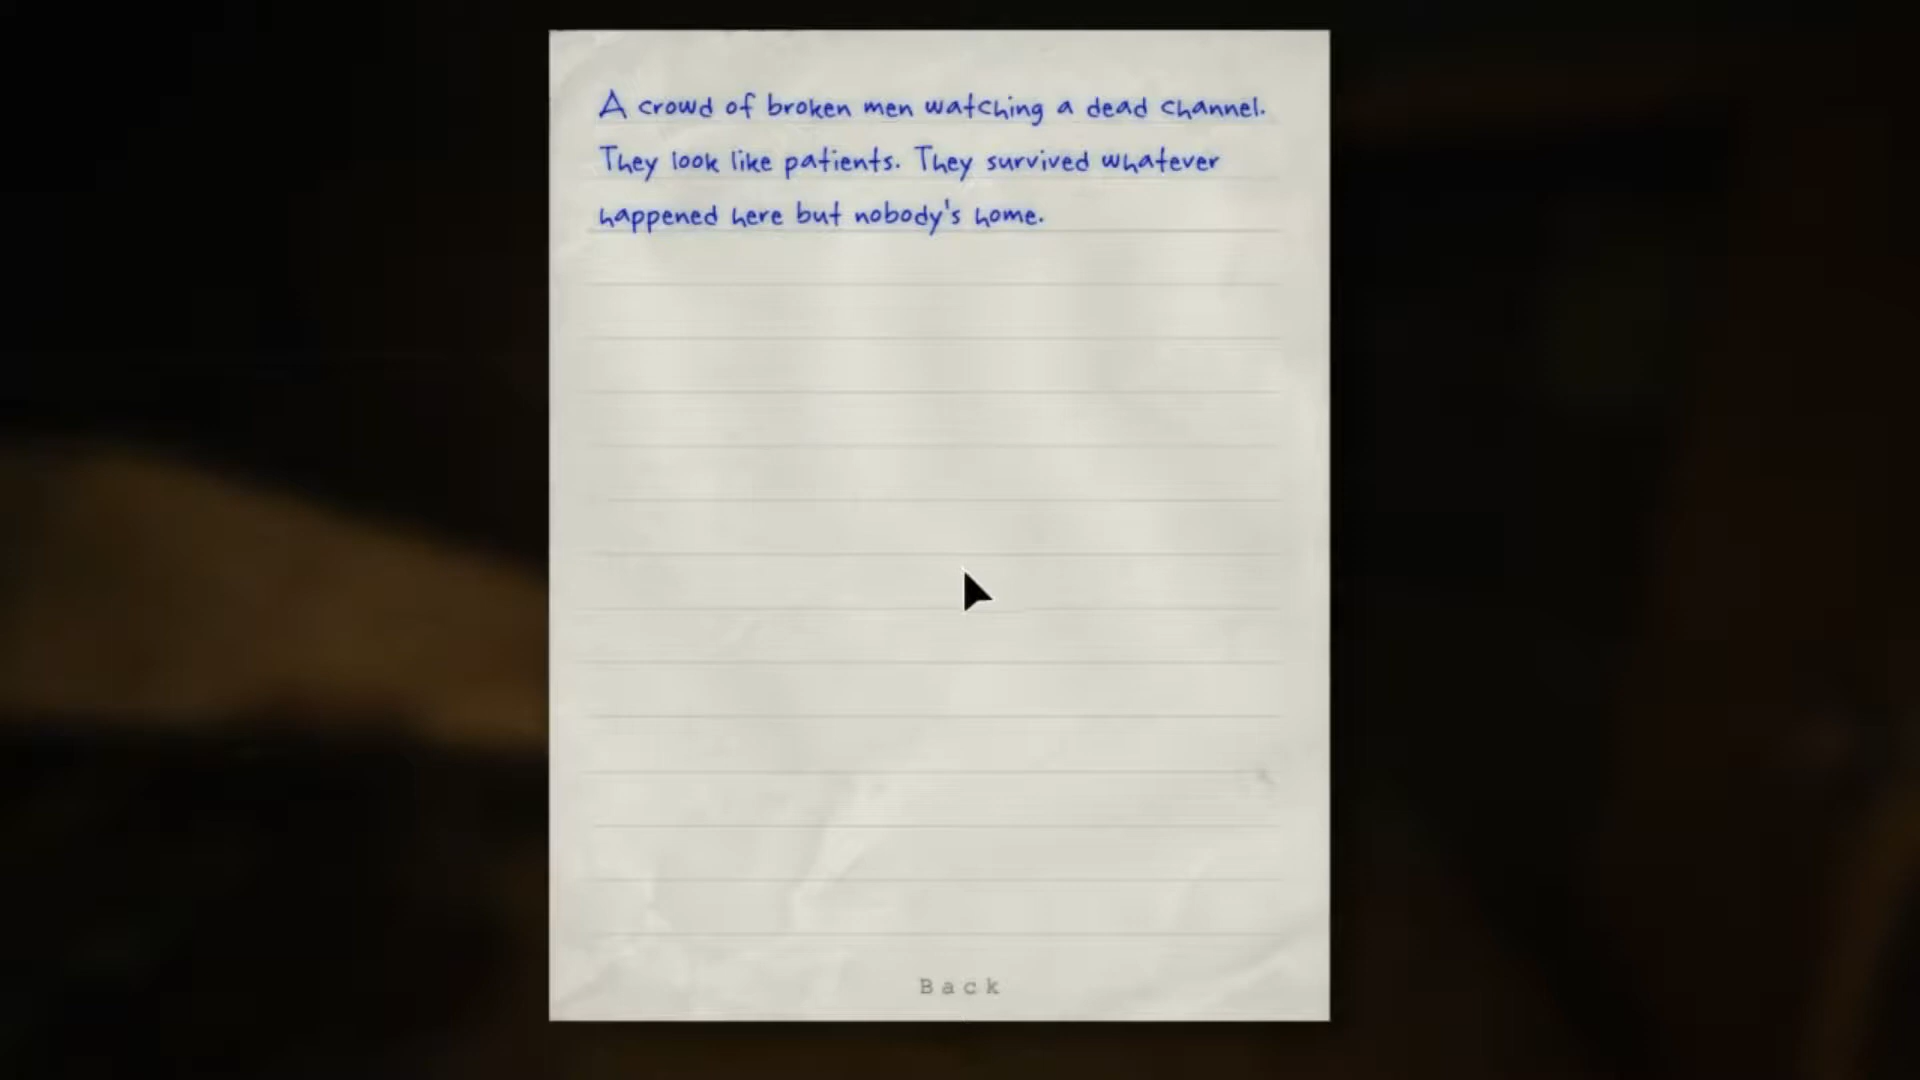 A crowd of broken men watching a dead channel.
They look like patients. They survived whatever
happened here but nobody's home.
Back